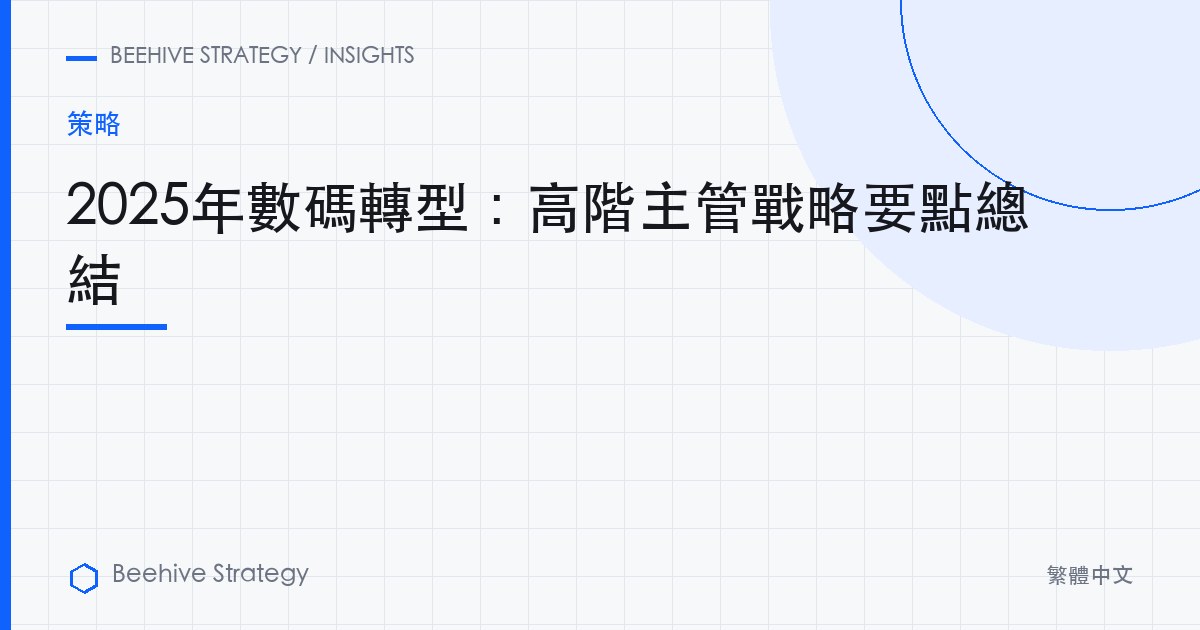 BEEHIVE STRATEGY / INSIGHTS
策略
2025年數碼轉型：高階主管戰略要點總
結
Beehive Strategy
繁體中文